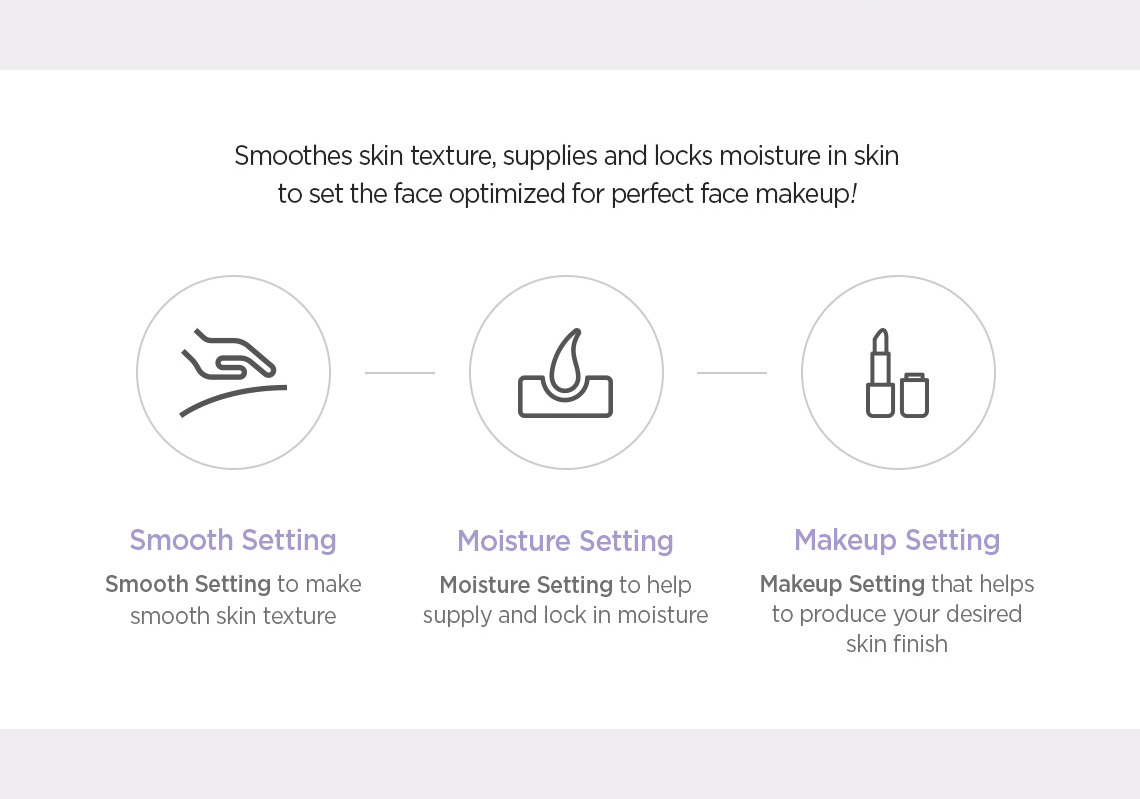 Smoothes skin texture, supplies and locks moisture in skin
to set the face optimized for perfect face makeup!
Smooth Setting
Smooth Setting to make
smooth skin texture
Moisture Setting
Moisture Setting to help
supply and lock in moisture
Makeup Setting
Makeup Setting that helps
to produce your desired
skin finish